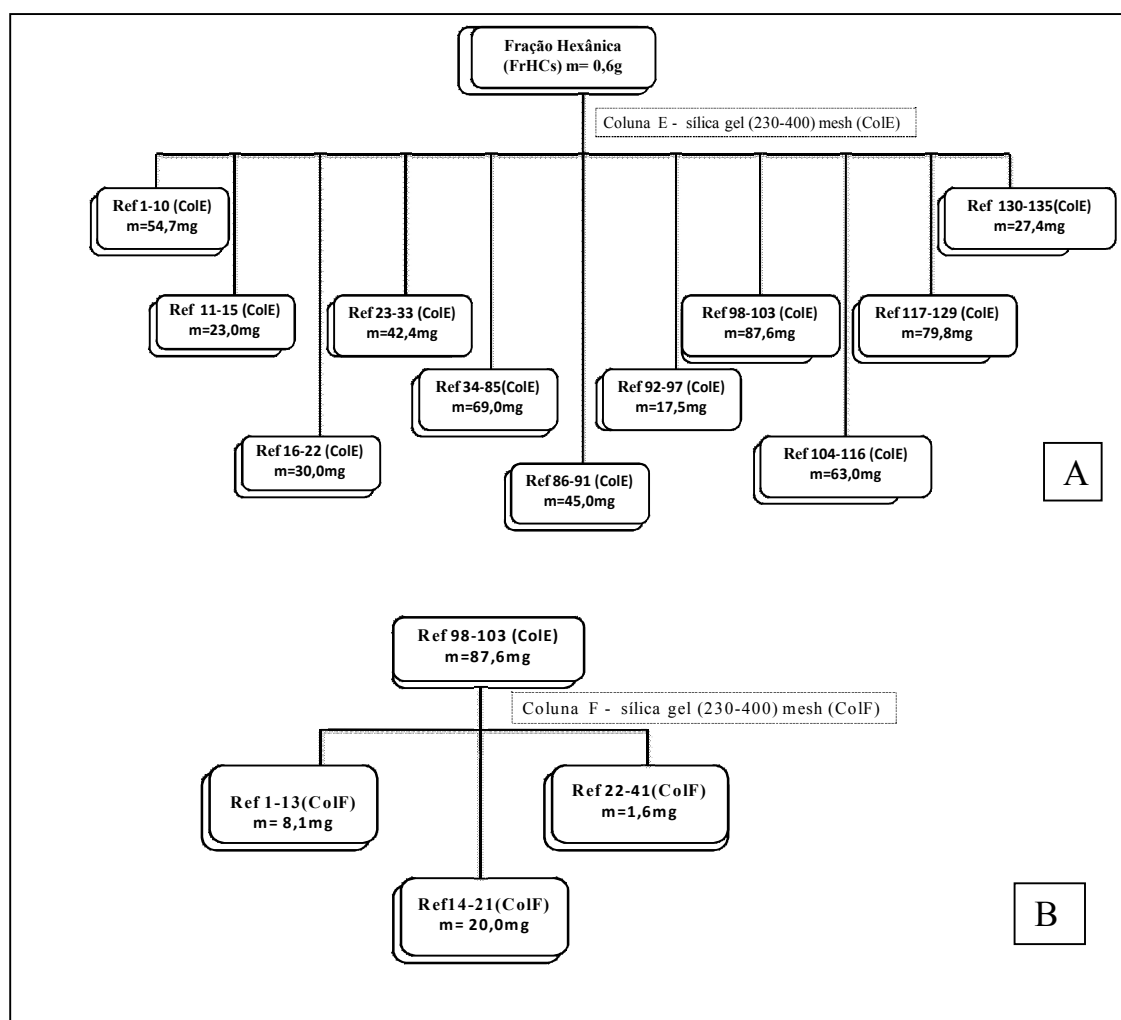 Fração Hexânica
(FrHCs) m= 0,6g
Coluna E - sílica gel (230-400) mesh (ColE)
Ref 1-10 (ColE)
m=54,7mg
Ref 130-135(ColE)
m=27,4mg
Ref 11-15 (ColE)
m=23,0mg
Ref 23-33 (ColE)
m=42,4mg
Ref 98-103 (ColE)
m=87,6mg
Ref 117-129 (ColE)
m=79,8mg
Ref 34-85(ColE)
m=69,0mg
Ref 92-97 (ColE)
m=17,5mg
Ref 16-22 (ColE)
m=30,0mg
Ref 104-116 (ColE)
m=63,0mg
Ref 86-91 (ColE)
m=45,0mg
A
Ref 98-103 (ColE)
m=87,6mg
Coluna F - sílica gel (230-400) mesh (ColF)
Ref 1-13(ColF)
m= 8,1mg
Ref 22-41(ColF)
m=1,6mg
Ref14-21(ColF)
m= 20,0mg
B